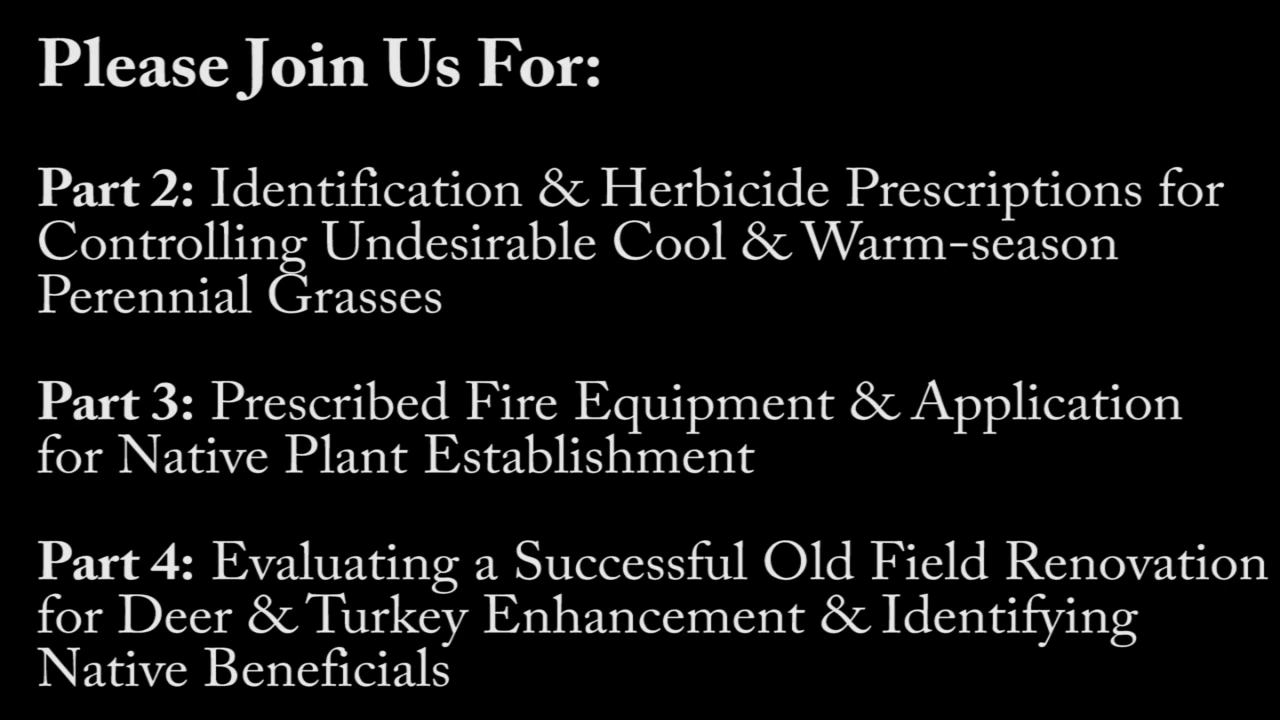 Please Join Us For:
Part 2: Identification & Herbicide Prescriptions for
Controlling Undesirable Cool & Warm-season
Perennial Grasses
Part 3: Prescribed Fire Equipment & Application
for Native Plant Establishment
Part 4: Evaluating a Successful Old Field Renovation
for Deer & Turkey Enhancement & Identifying
Native Beneficials